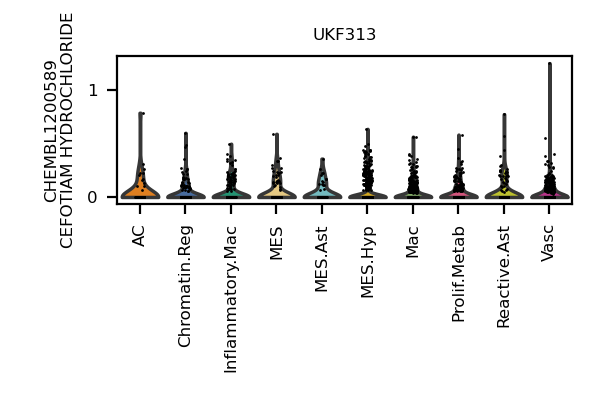 UKF313
CHEMBL1200589
CEFOTIAM HYDROCHLORIDE
1
0
AC
Chromatin.Reg
Inflammatory.Mac
MES
MES.Ast
MES.Hyp
Mac
Prolif.Metab
Reactive.Ast
Vasc